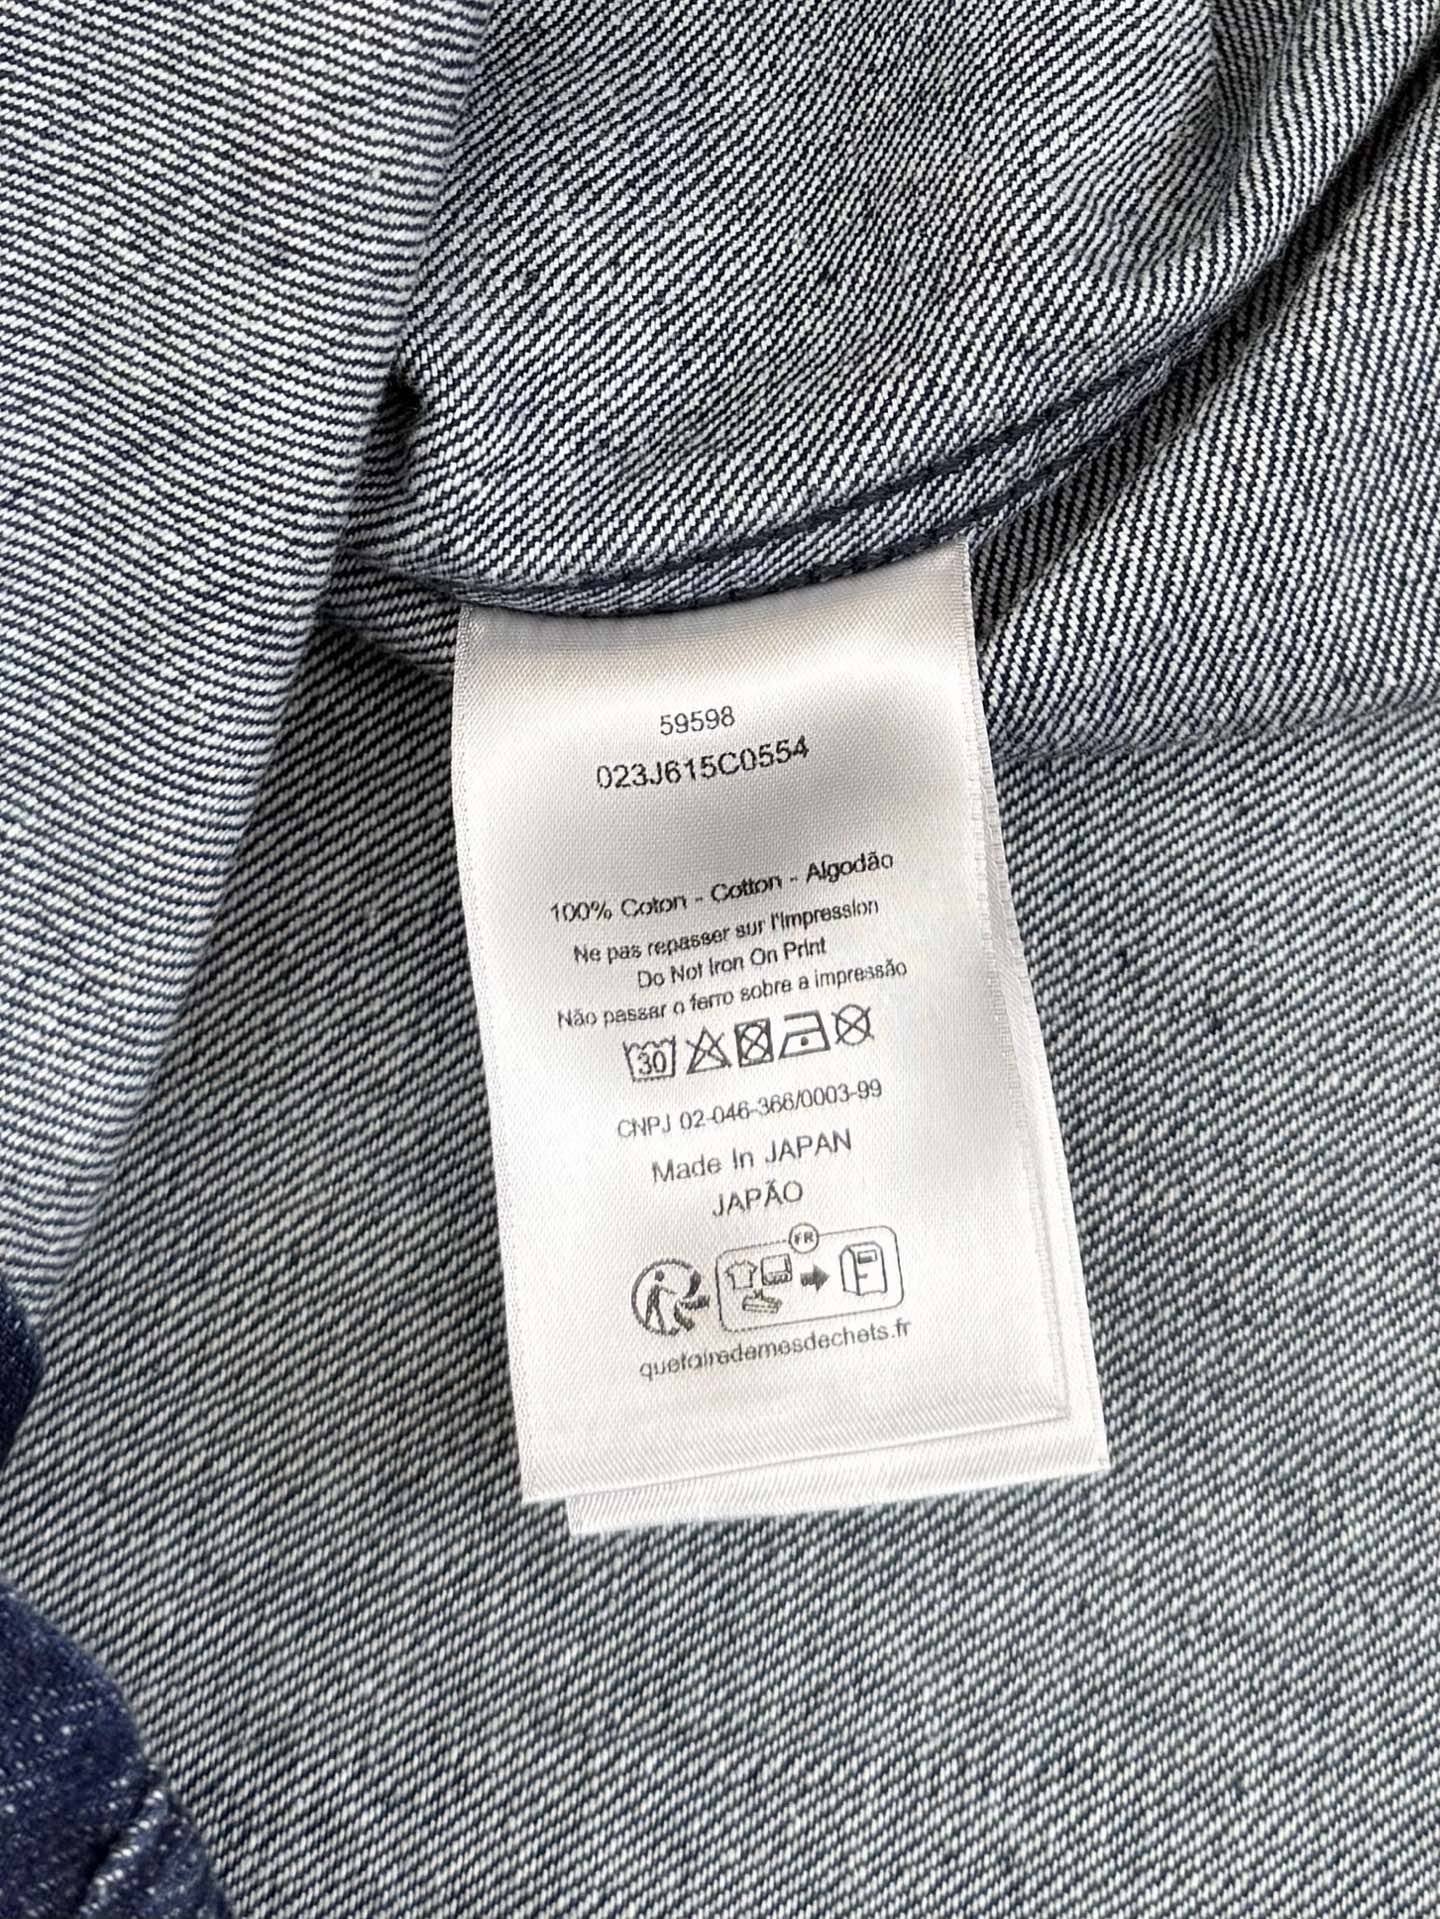 59598
023J615C0554
100% Coton - Cotton - Algodão
Ne pas repasser sur l'impression
Do Not Iron On Print
Não passar o ferro sobre a impressão
30
CNPJ 02-046-366/0003-99
Made In JAPAN
JAPÃO
FR
quefairedemesdechets.fr